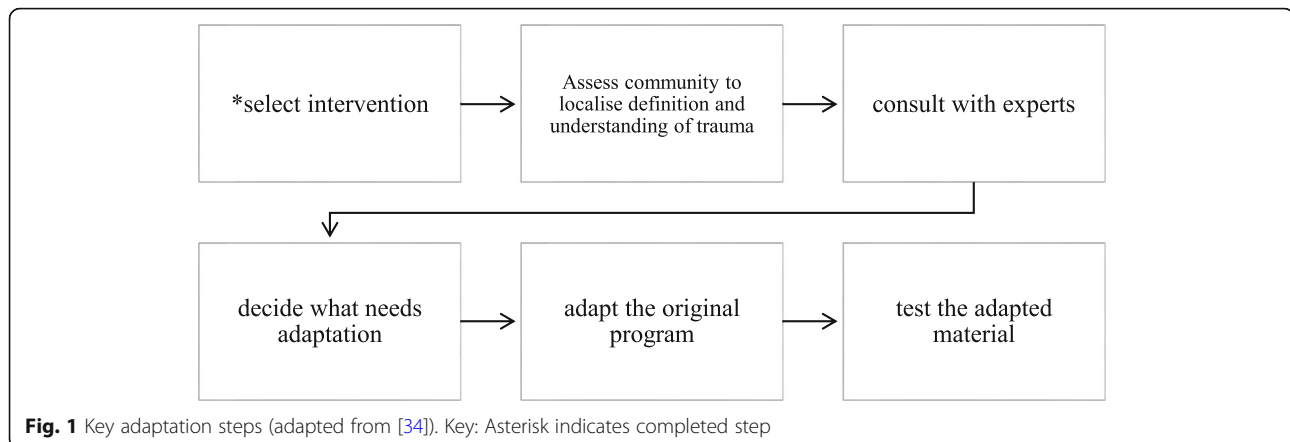 *select intervention
Assess community to
localise definition and
understanding of trauma
consult with experts
decide what needs
adaptation
adapt the original
program
test the adapted
material
Fig. 1 Key adaptation steps (adapted from [34]). Key: Asterisk indicates completed step